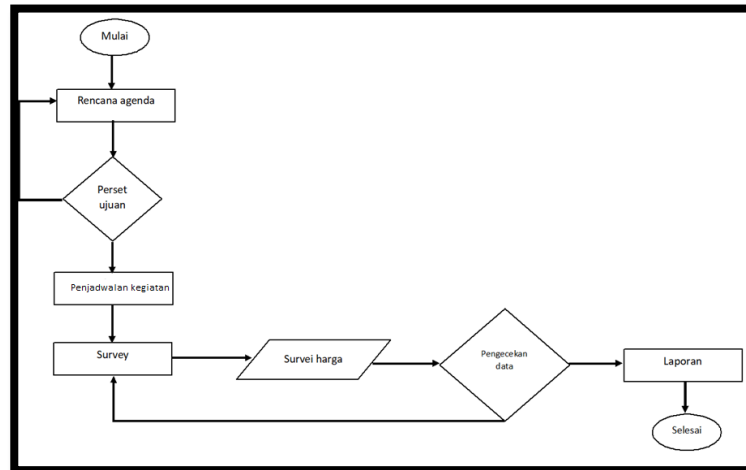 Mulai
Rencana agenda
Perset
ujuan
Penjadwalan kegiatan
Survey
Survei harga
Pengecekan
data
Laporan
Selesai